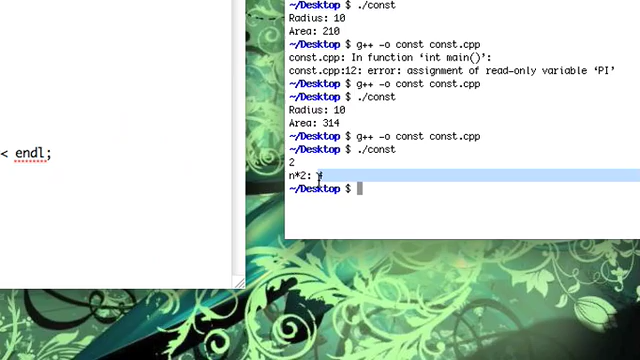 < endl;
~/Desktop $ ./const
Radius: 10
Area: 210
~/Desktop $ g++ -o const const.cpp
const.cpp: In function ‘int main()’:
const.cpp:12: error: assignment of read-only variable ‘PI’
~/Desktop $ g++ -o const const.cpp
~/Desktop $ ./const
Radius: 10
Area: 314
~/Desktop $ g++ -o const const.cpp
~/Desktop $ ./const
2
n*2: 4
~/Desktop $